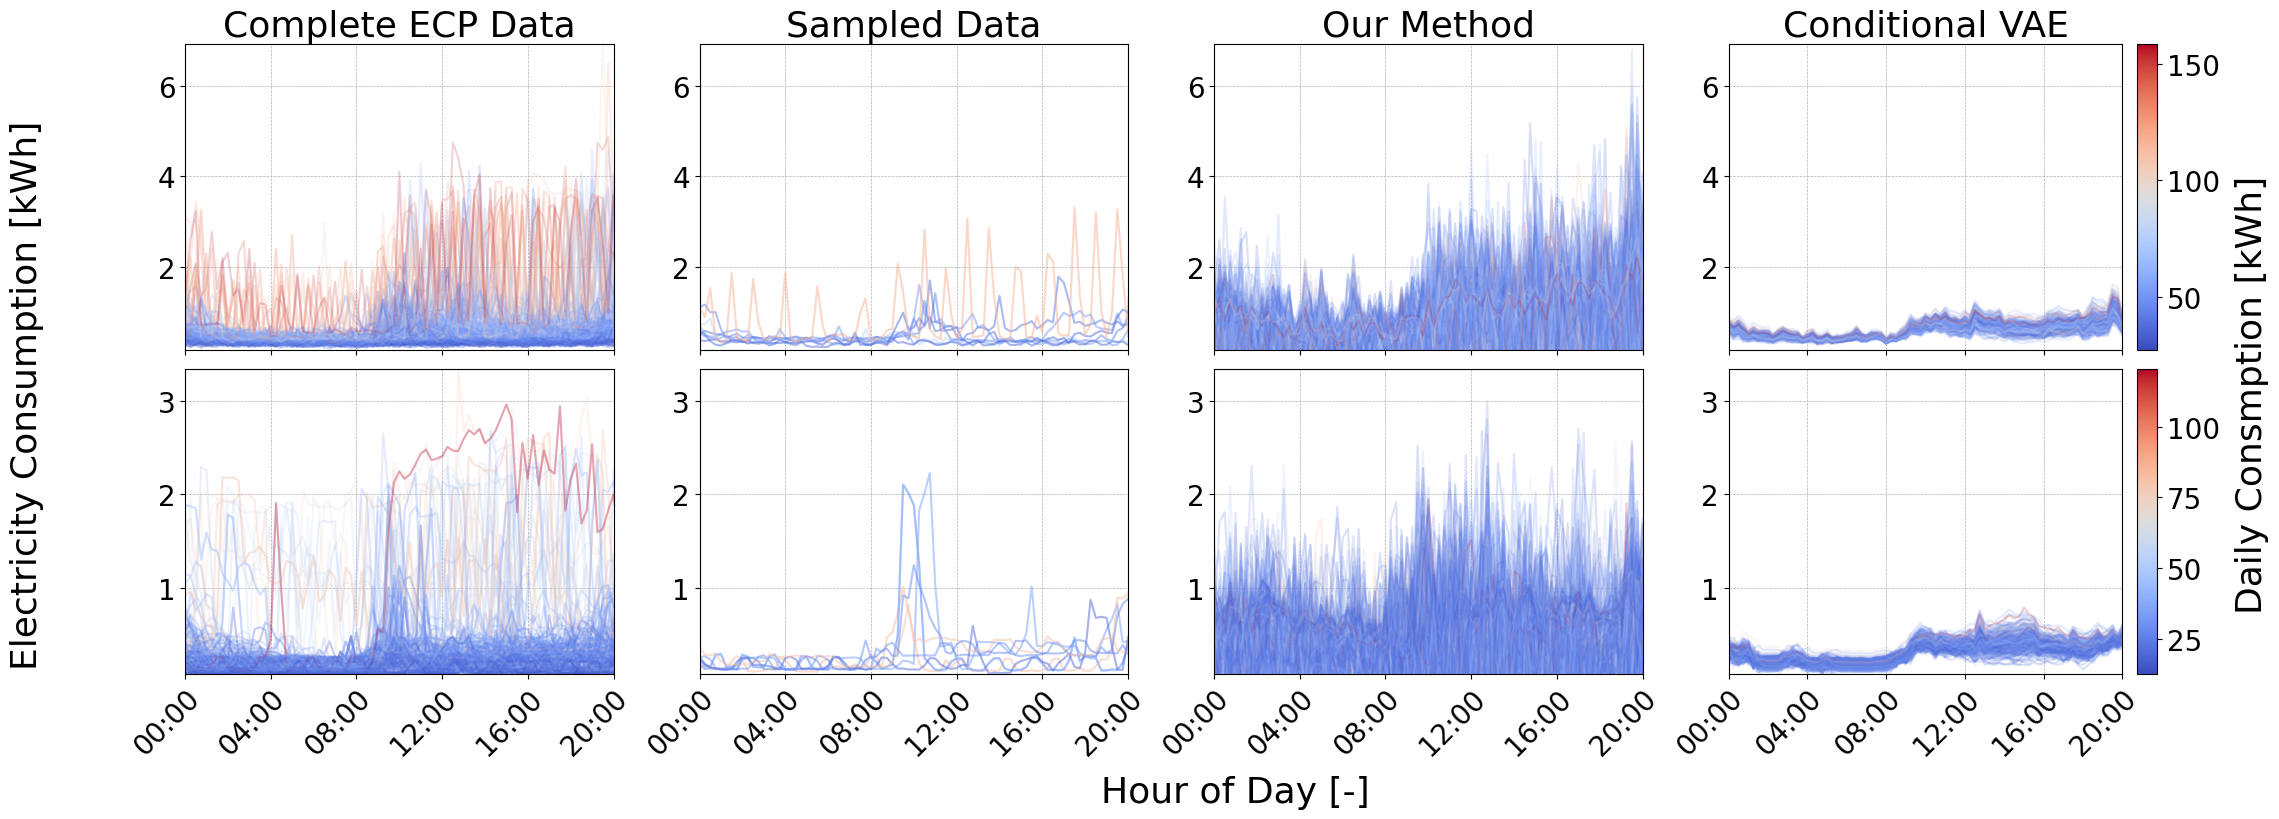 Complete ECP Data
Sampled Data
Our Method
Conditional VAE
Electricity Consumption [kWh]
6
4
2
6
4
2
6
4
2
6
4
2
150
100
50
Daily Consmption [kWh]
3
2
1
3
2
1
3
2
1
3
2
1
100
75
50
25
00:00 04:00 08:00 12:00 16:00 20:00
00:00 04:00 08:00 12:00 16:00 20:00
00:00 04:00 08:00 12:00 16:00 20:00
00:00 04:00 08:00 12:00 16:00 20:00
Hour of Day [-]